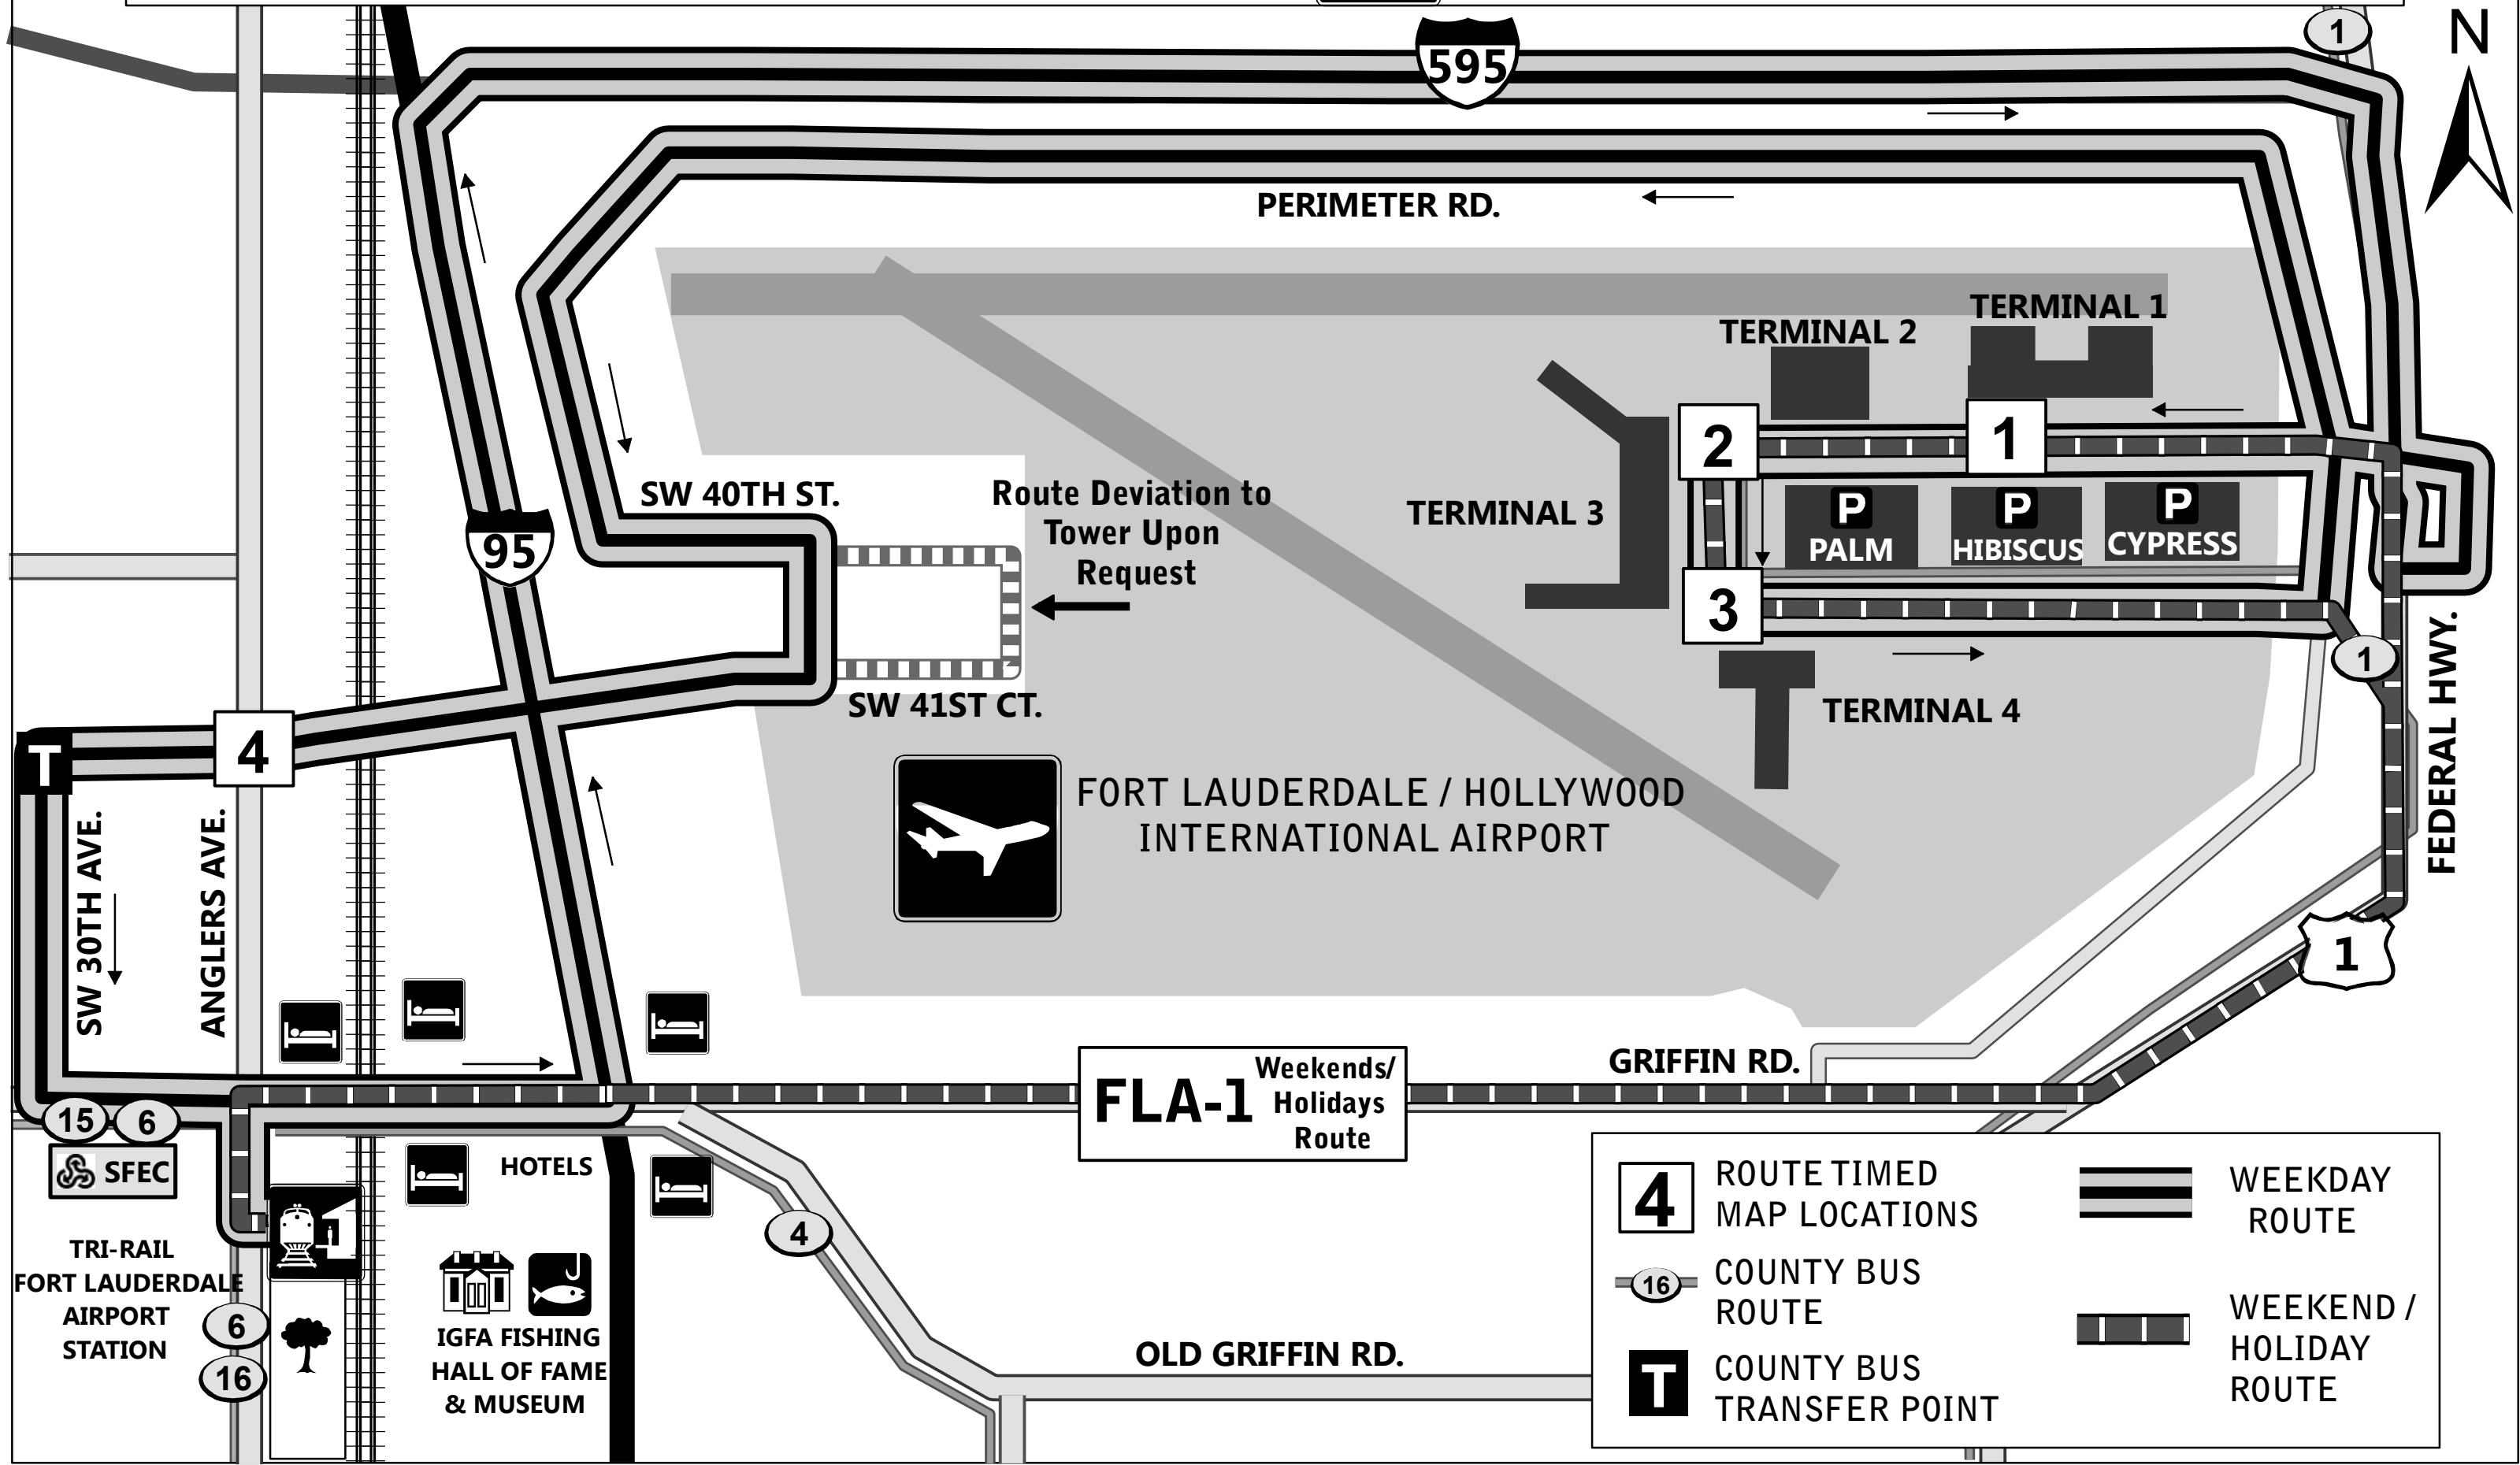 1
N
595
PERIMETER RD.
TERMINAL 1
TERMINAL 2
2
1
SW 40TH ST.
Route Deviation to
Tower Upon
Request
TERMINAL 3
P
P
P
PALM
HIBISCUS
CYPRESS
95
3
1
FEDERAL HWY.
SW 41ST CT.
TERMINAL 4
4
T
FORT LAUDERDALE / HOLLYWOOD
INTERNATIONAL AIRPORT
SW 30TH AVE.
ANGLERS AVE.
1
GRIFFIN RD.
FLA-1
Weekends/
Holidays
Route
15
6
SFEC
HOTELS
4
TRI-RAIL
FORT LAUDERDALE
AIRPORT
STATION
6
16
IGFA FISHING
HALL OF FAME
& MUSEUM
OLD GRIFFIN RD.
4
ROUTE TIMED
MAP LOCATIONS
16
COUNTY BUS
ROUTE
T
COUNTY BUS
TRANSFER POINT
WEEKDAY
ROUTE
WEEKEND /
HOLIDAY
ROUTE